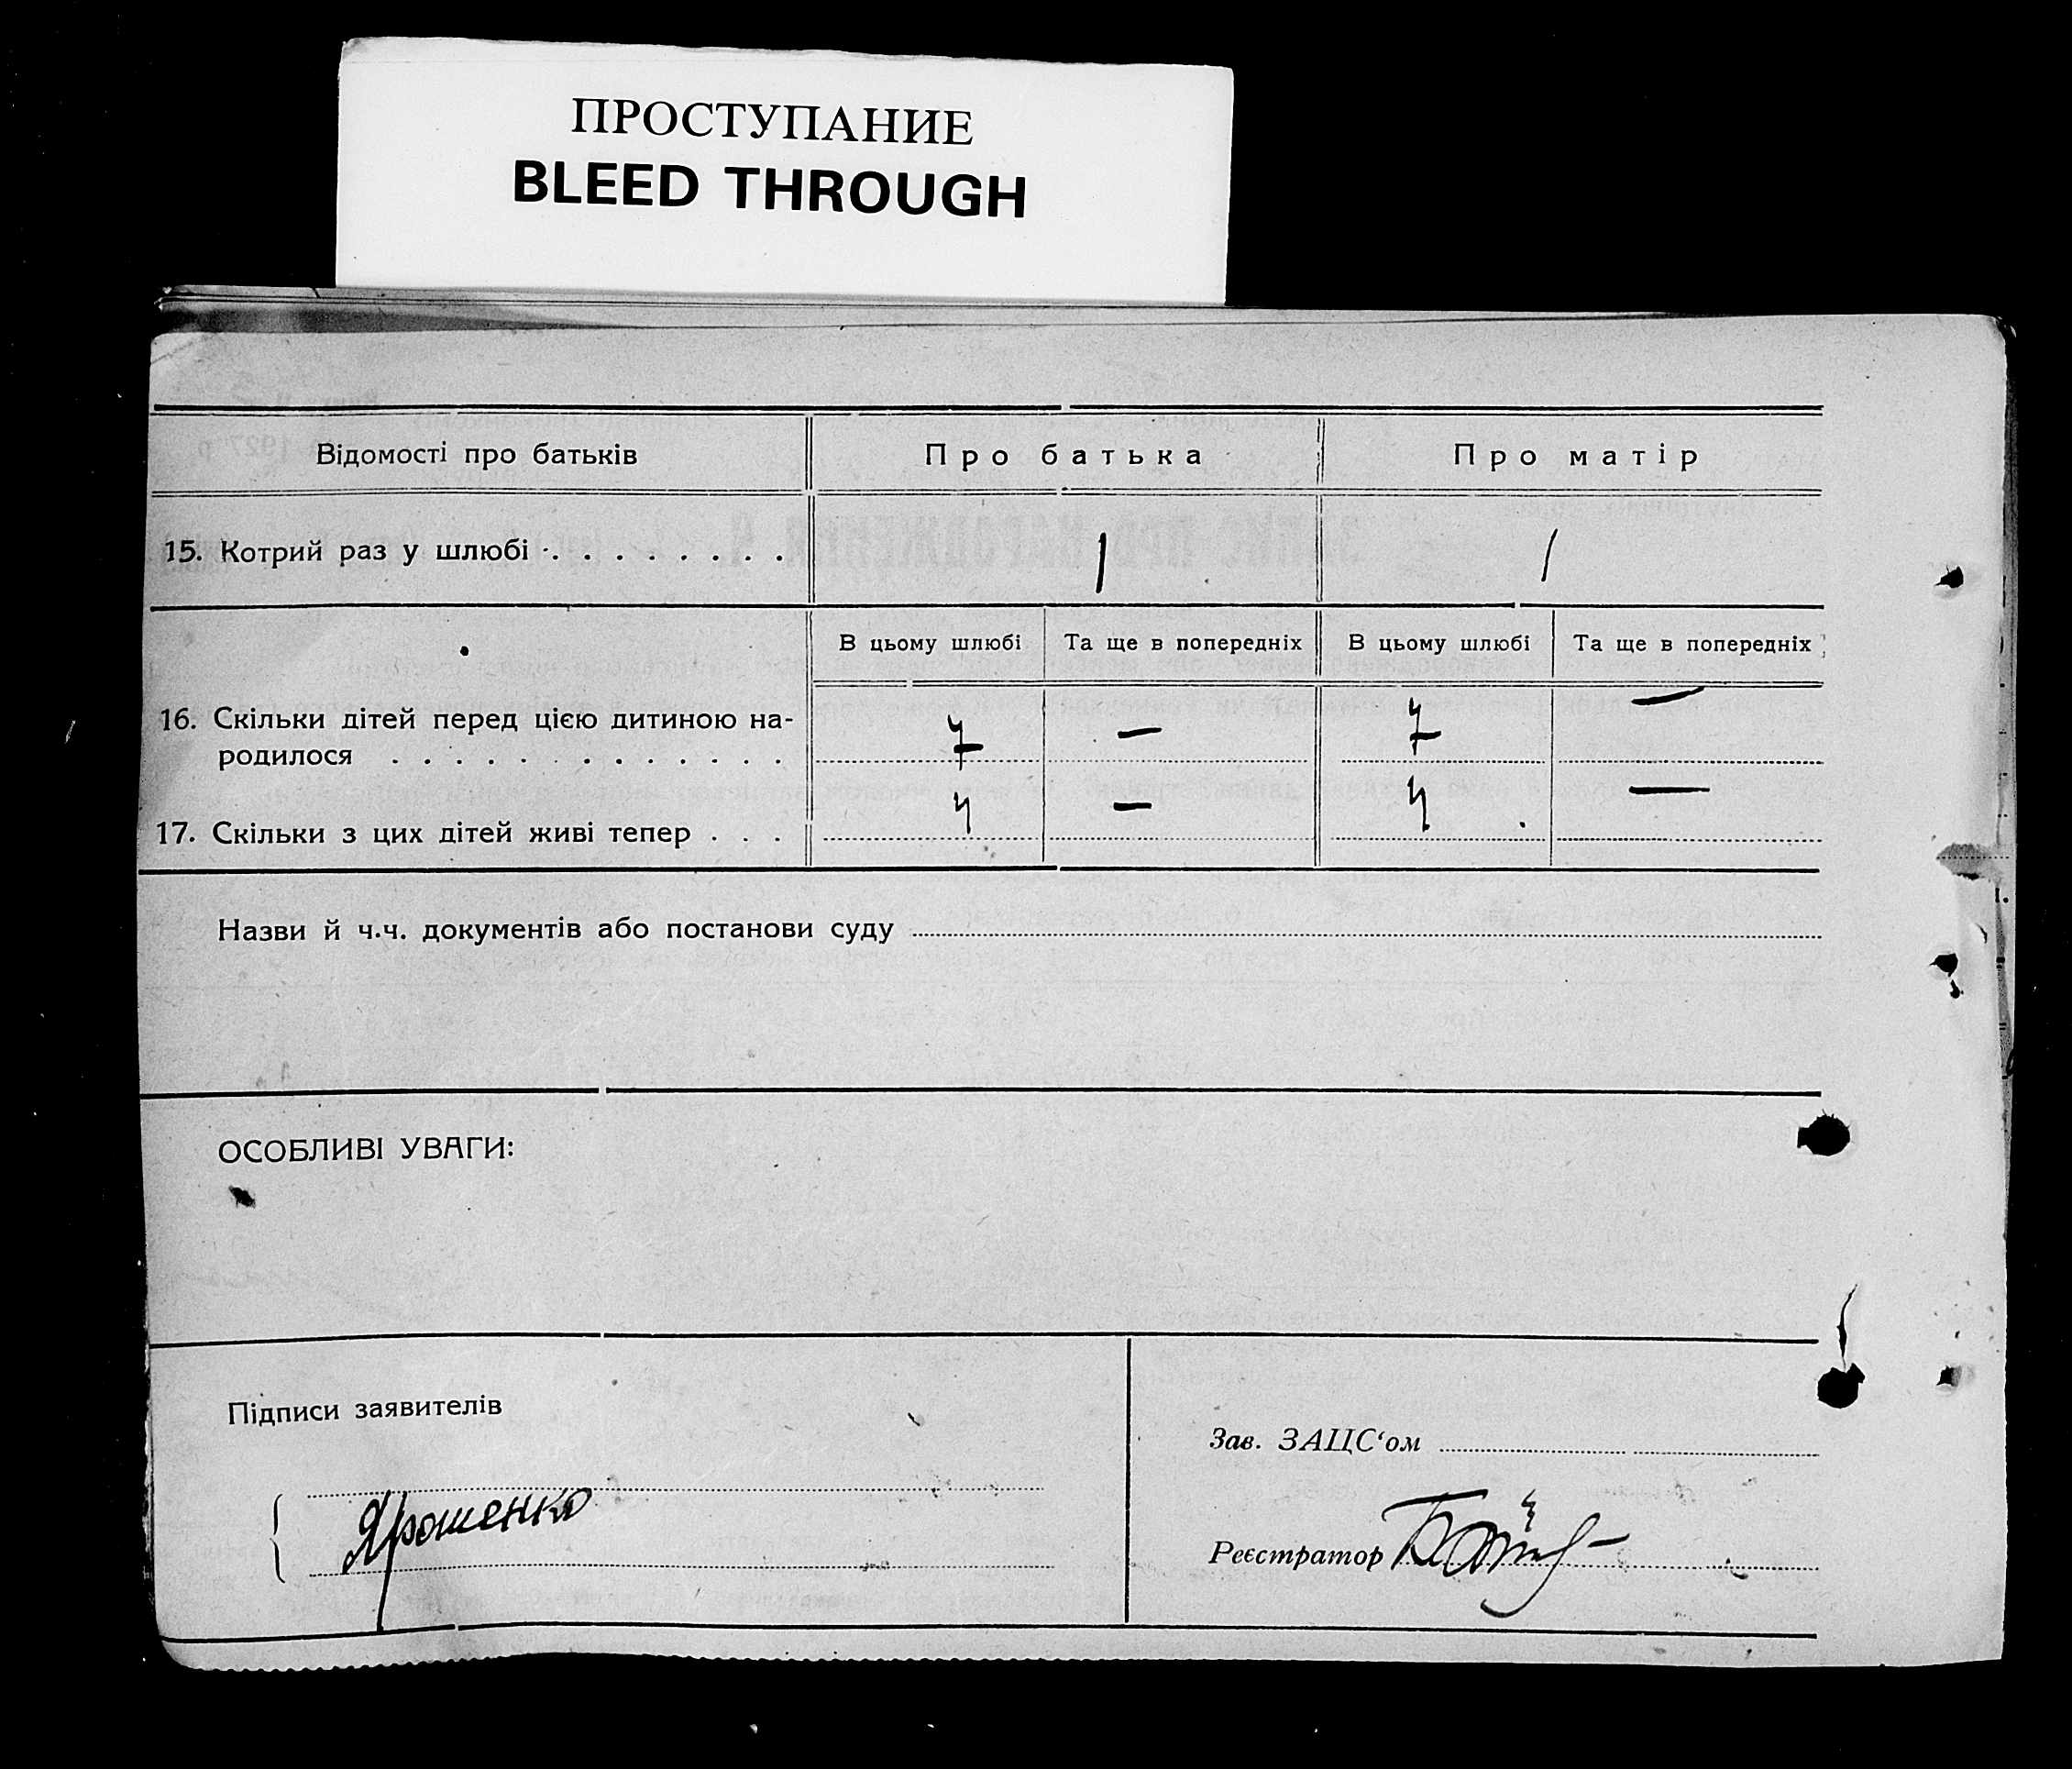 ПРОСТУПАНИЕ
BLEED THROUGH
Відомості про батьків Про батька Про матір
15. Котрий раз у шлюбі . . . . . . . . 1 1
В цьому шлюбі Та ще в попередніх В цьому шлюбі Та ще в попередніх
16. Скільки дітей перед цією дитиною на-
родилося . . . . . . . . . . . . 7 — 7 —
17. Скільки з цих дітей живі тепер . . . 4 — 4 —
Назви й ч.ч. документів або постанови суду
ОСОБЛИВІ УВАГИ:
Підписи заявителів
Зав. ЗАЦС‘ом
Ярошенко
Реєстратор